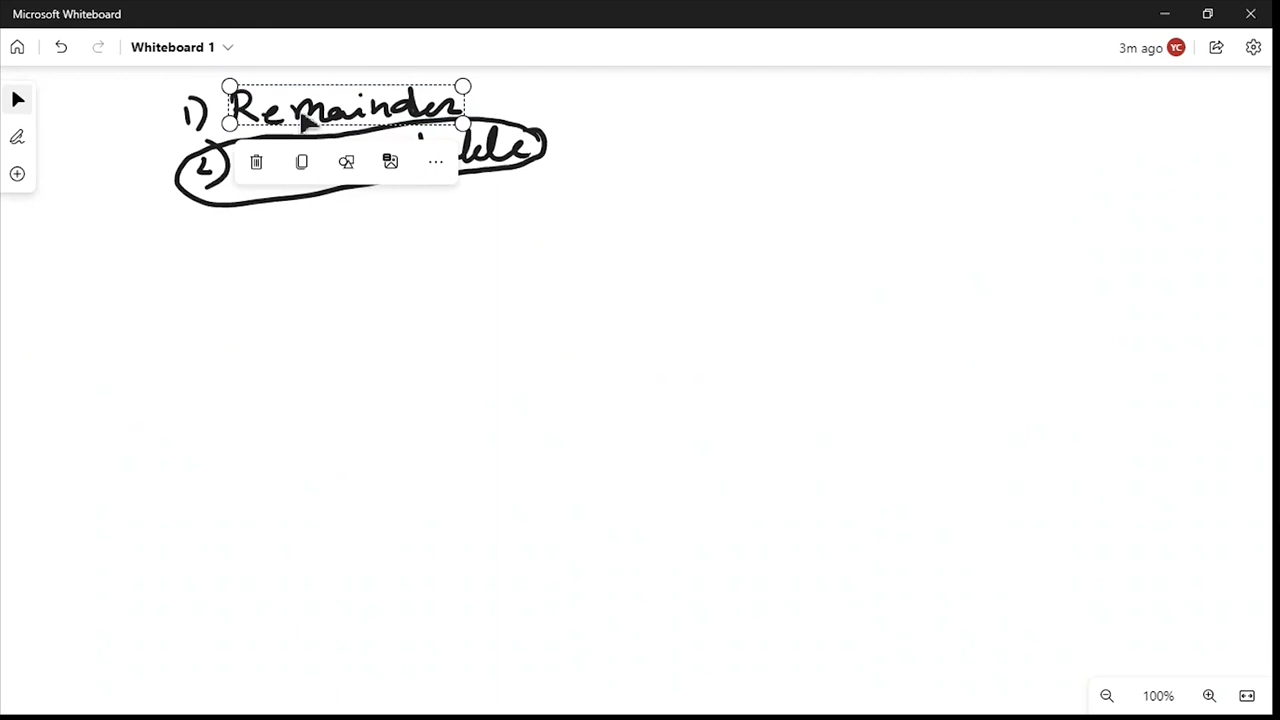 Microsoft Whiteboard
Whiteboard 1
3m ago YC
1) Remainder
2)
100%